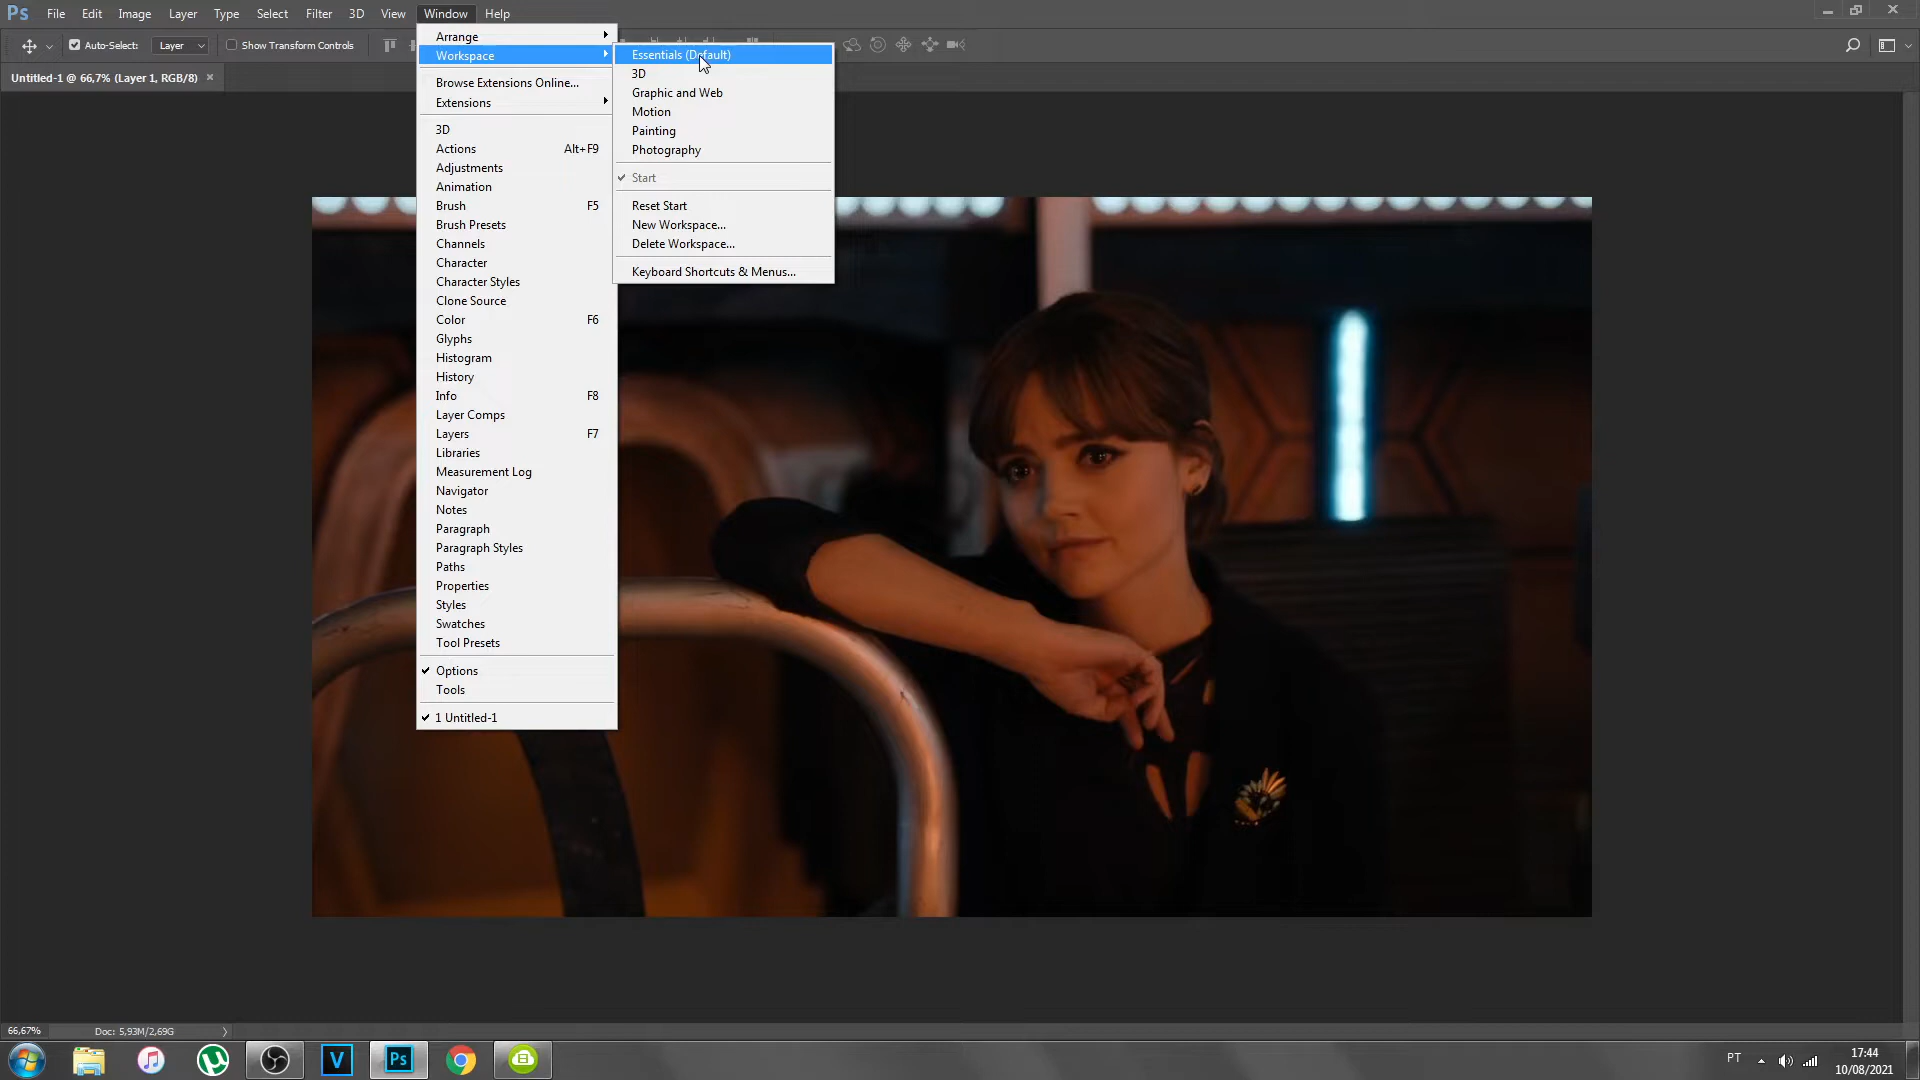 Ps File Edit Image Layer Type Select Filter 3D View Window Help
Auto-Select: Layer Show Transform Controls
Untitled-1 @ 66,7% (Layer 1, RGB/8) ×
Arrange
Workspace
Browse Extensions Online...
Extensions
3D
Actions Alt+F9
Adjustments
Animation
Brush F5
Brush Presets
Channels
Character
Character Styles
Clone Source
Color F6
Glyphs
Histogram
History
Info F8
Layer Comps
Layers F7
Libraries
Measurement Log
Navigator
Notes
Paragraph
Paragraph Styles
Paths
Properties
Styles
Swatches
Tool Presets
Options
Tools
1 Untitled-1
Essentials (Default)
3D
Graphic and Web
Motion
Painting
Photography
Start
Reset Start
New Workspace...
Delete Workspace...
Keyboard Shortcuts & Menus...
66,67% Doc: 5,93M/2,69G
V Ps PT 17:44
10/08/2021